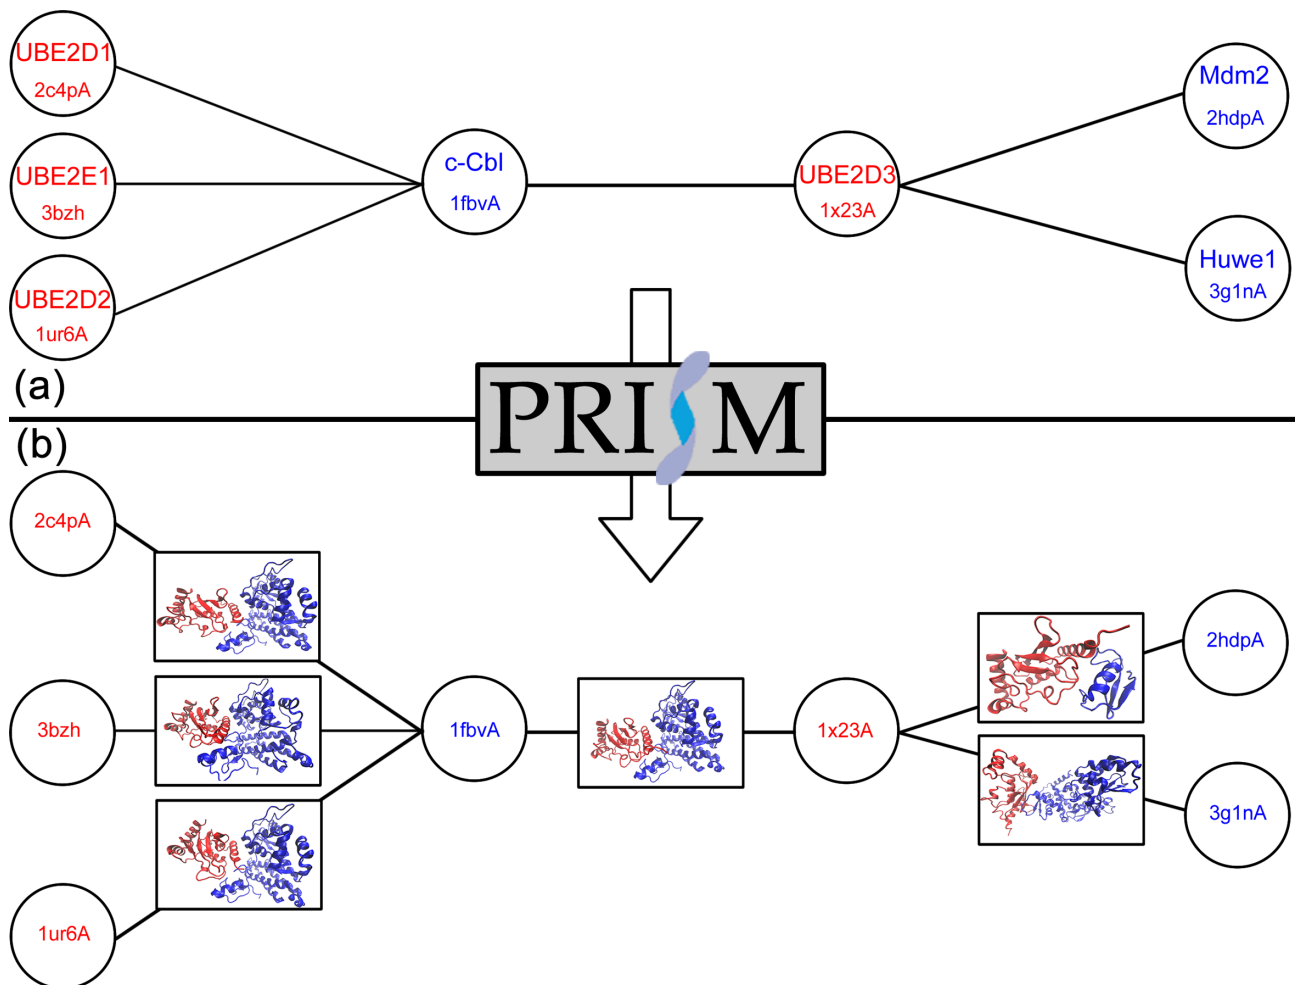 UBE2D1
2c4pA
UBE2E1
3bzh
UBE2D2
1ur6A
c-Cbl
1fbvA
UBE2D3
1x23A
Mdm2
2hdpA
Huwe1
3g1nA
(a)
PRISM
(b)
2c4pA
3bzh
1ur6A
1fbvA
1x23A
2hdpA
3g1nA